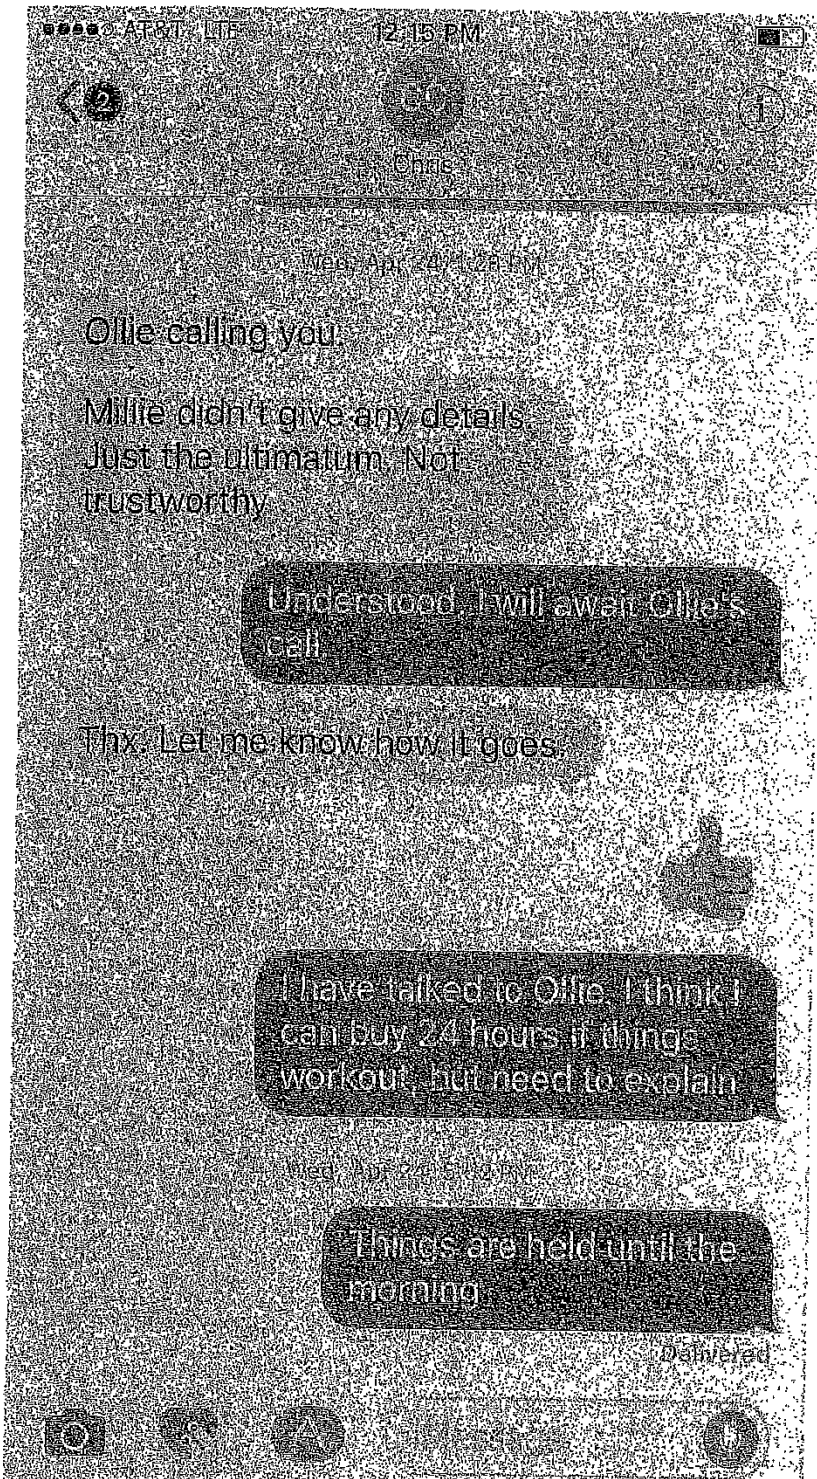 AT&T LTE
12:15 PM
2
Chris
Ollie calling you.
Millie didn't give any details.
Just the ultimatum. Not
trustworthy
Understood. I will await Ollie's
call
Thx. Let me know how it goes.
I have talked to Ollie. I think I
can buy 24 hours if things
workout, but need to explain
Wed, Apr 24,
Things are held until the
morning
Delivered